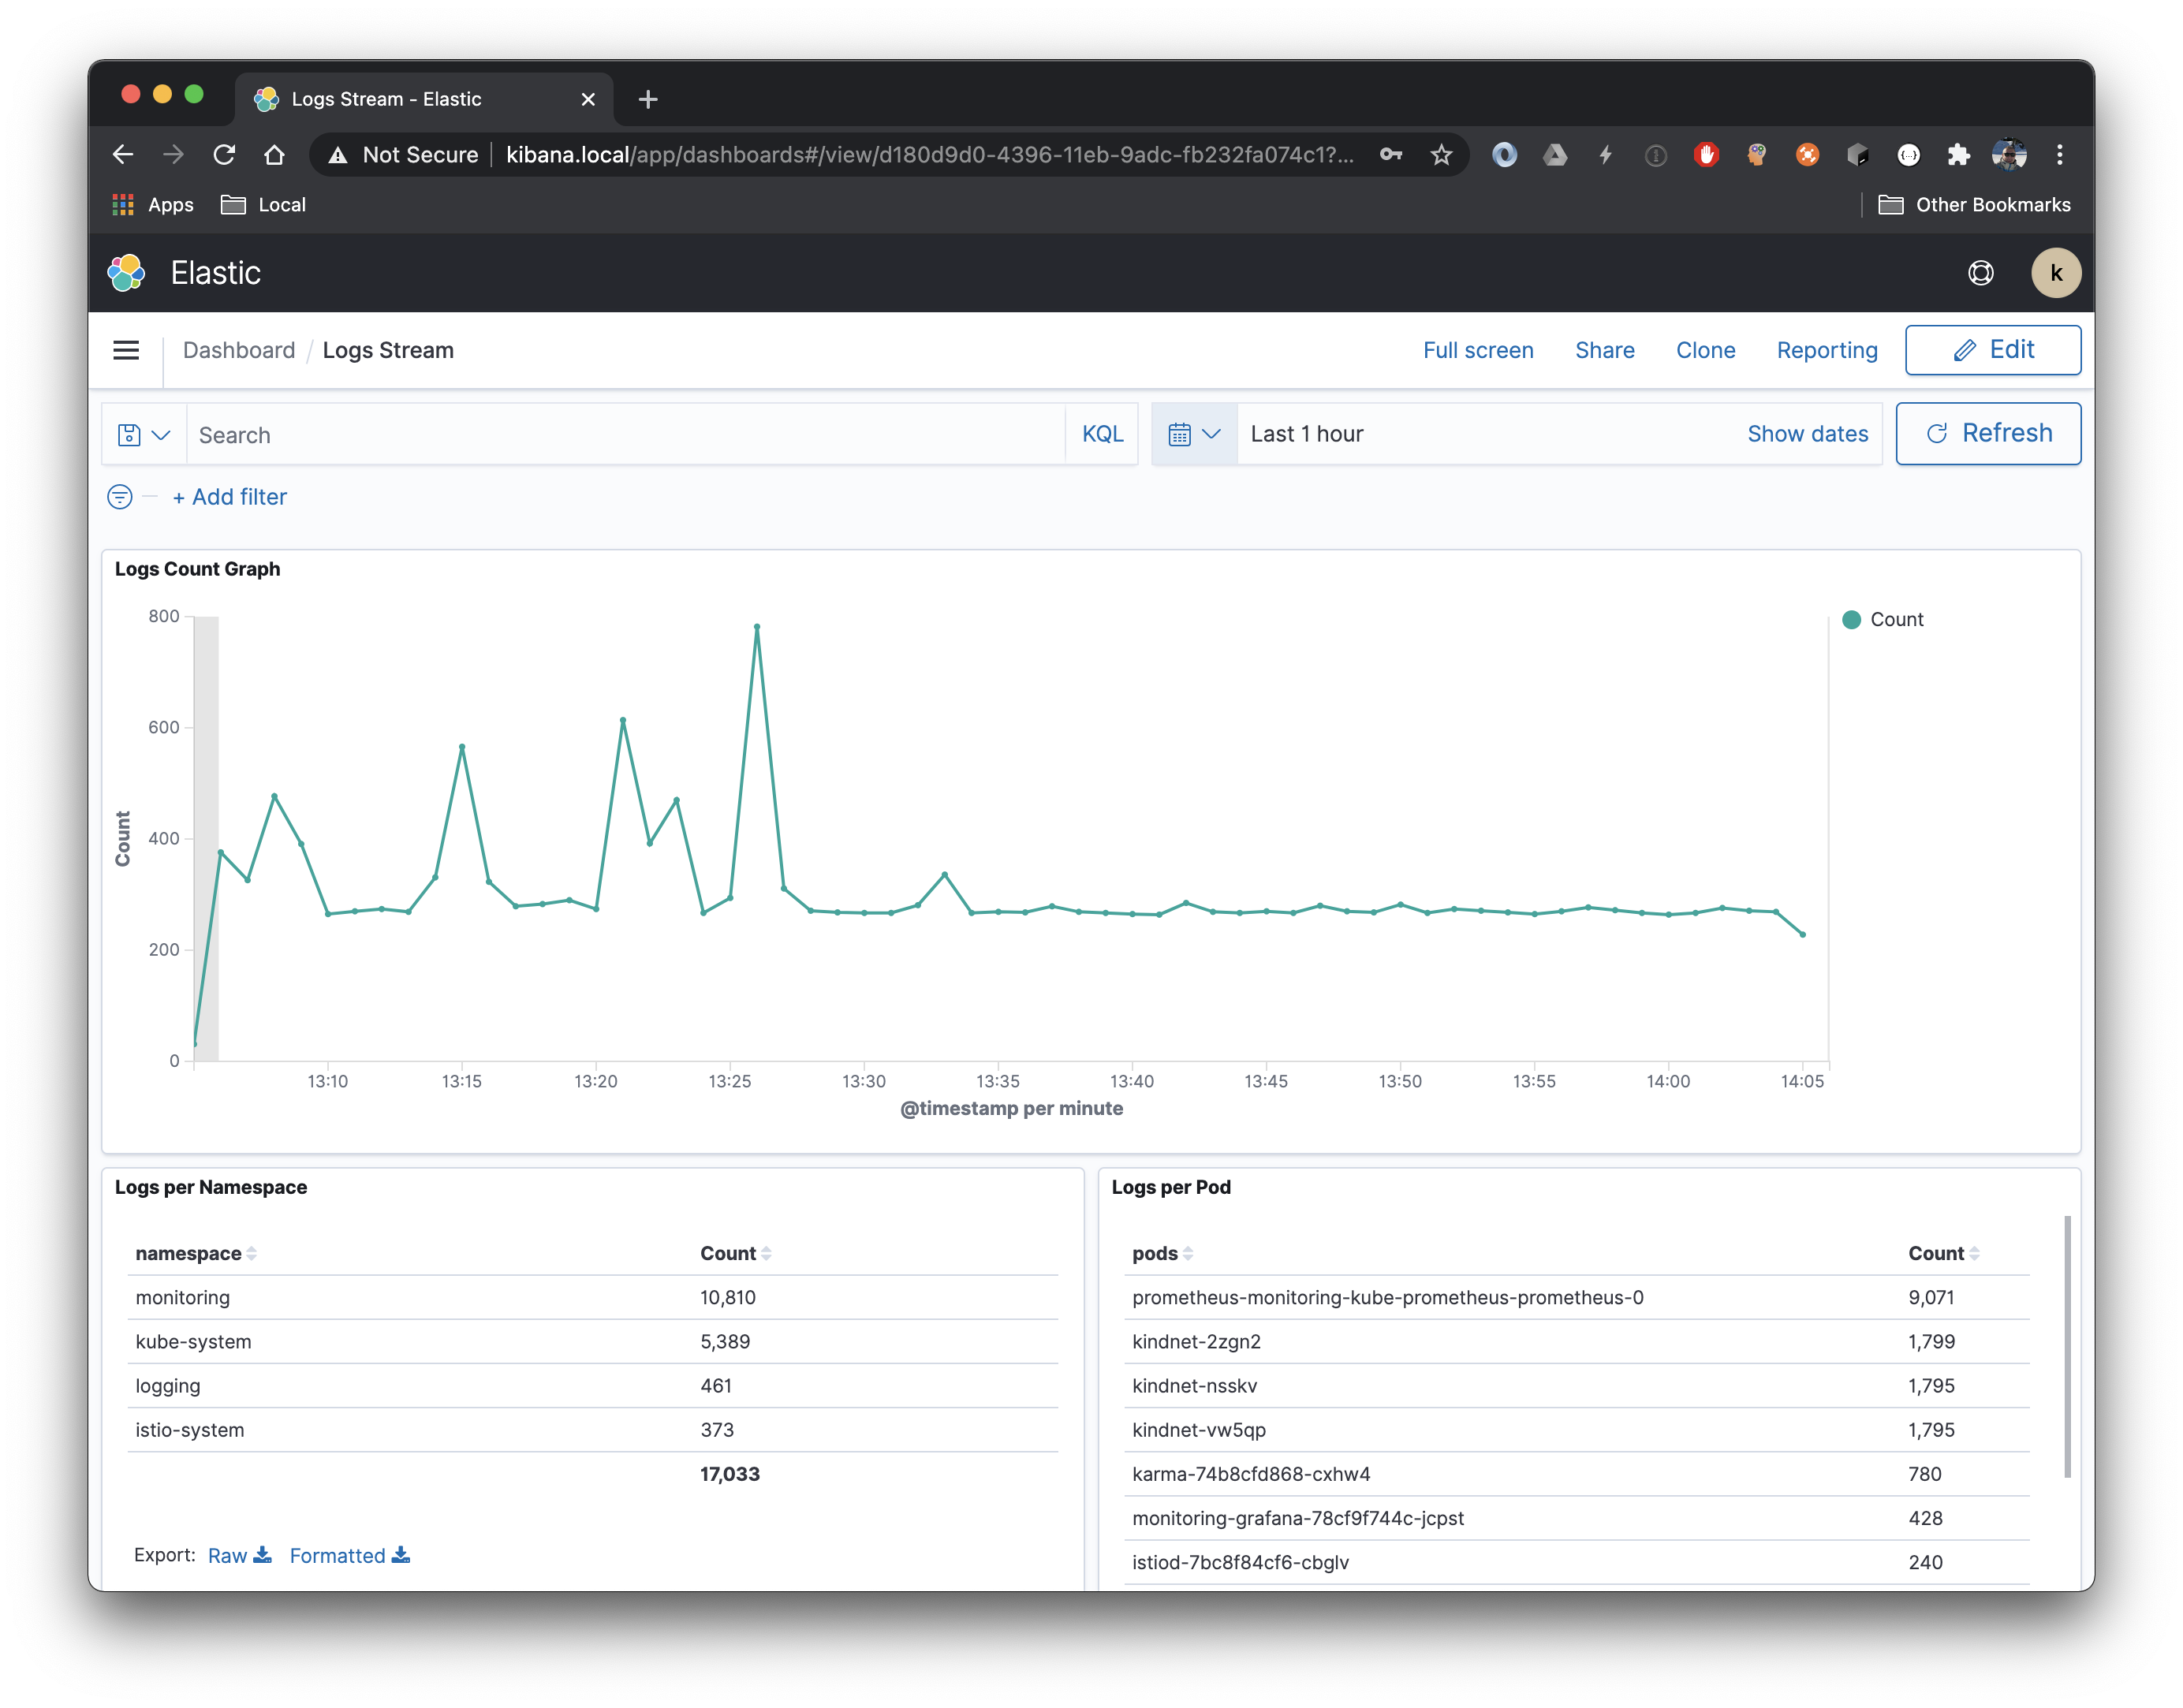 Logs Stream - Elastic
Not Secure kibana.local/app/dashboards#/view/d180d9d0-4396-11eb-9adc-fb232fa074c1?...
Apps Local Other Bookmarks
Elastic k
Dashboard / Logs Stream Full screen Share Clone Reporting Edit
Search KQL Last 1 hour Show dates Refresh
+ Add filter
Logs Count Graph
800
600
400
200
0
Count
Count
13:10 13:15 13:20 13:25 13:30 13:35 13:40 13:45 13:50 13:55 14:00 14:05
@timestamp per minute
Logs per Namespace
namespace Count
monitoring 10,810
kube-system 5,389
logging 461
istio-system 373
17,033
Export: Raw Formatted
Logs per Pod
pods Count
prometheus-monitoring-kube-prometheus-prometheus-0 9,071
kindnet-2zgn2 1,799
kindnet-nsskv 1,795
kindnet-vw5qp 1,795
karma-74b8cfd868-cxhw4 780
monitoring-grafana-78cf9f744c-jcpst 428
istiod-7bc8f84cf6-cbglv 240